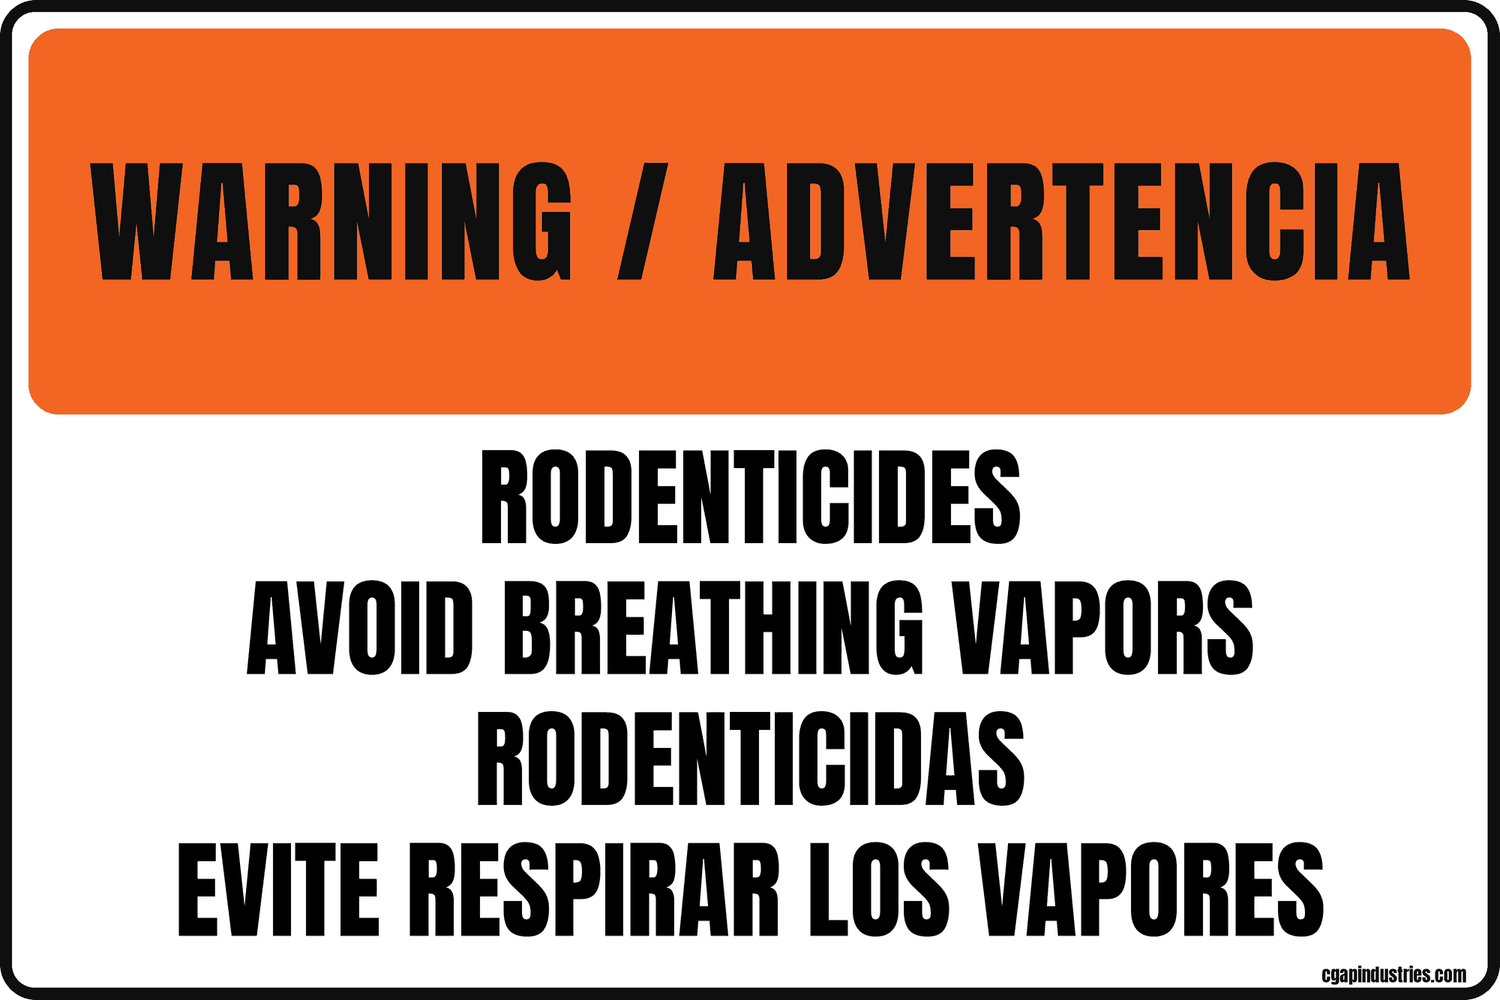 WARNING / ADVERTENCIA
RODENTICIDES
AVOID BREATHING VAPORS
RODENTICIDAS
EVITE RESPIRAR LOS VAPORES
cgapindustries.com